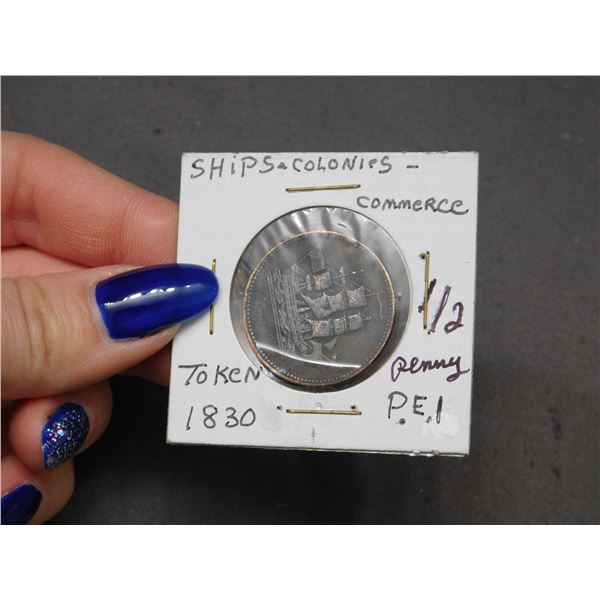 SHIPS & COLONIES -
COMMERCE
1/2
penny
TOKEN
1830
P.E.I